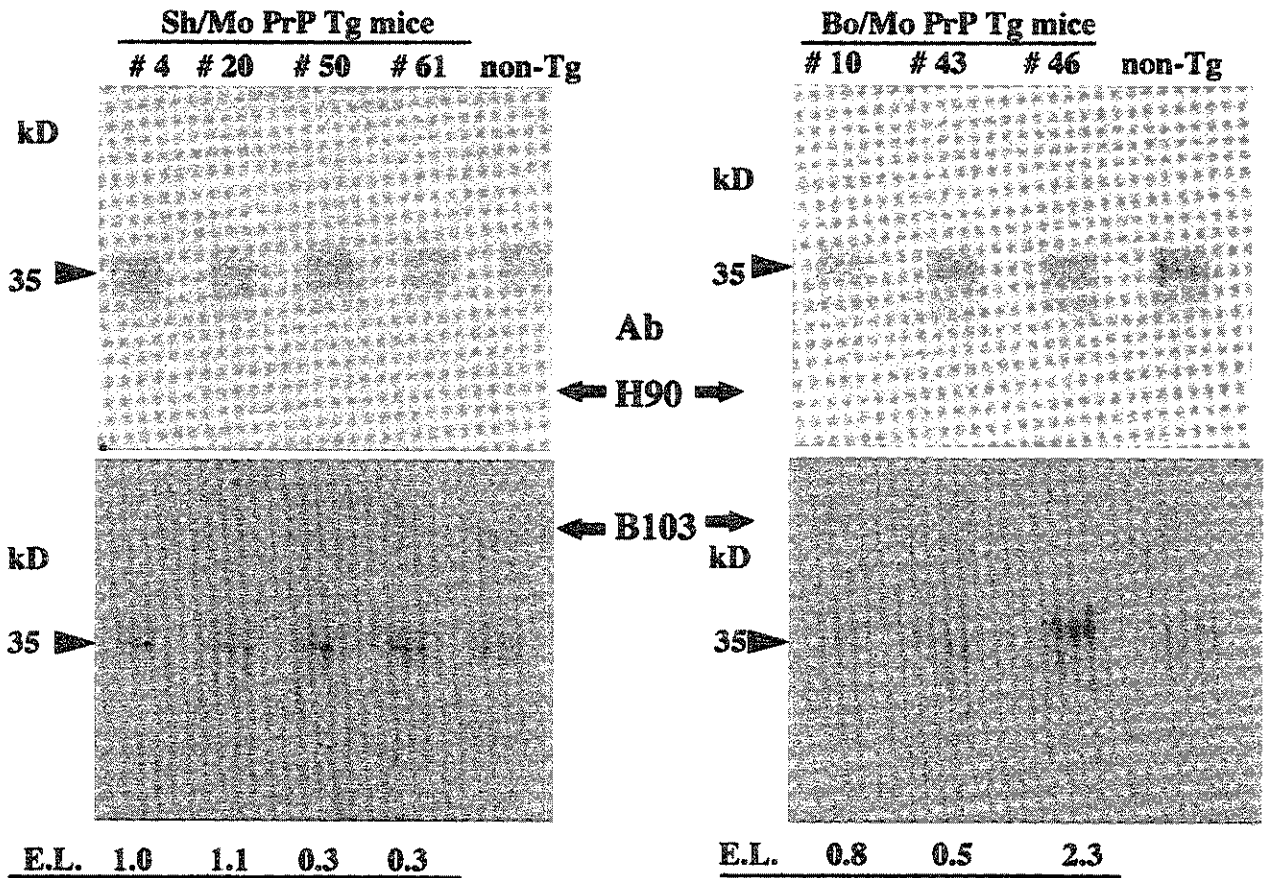 Sh/Mo PrP Tg mice
# 4 # 20 # 50 # 61 non-Tg
kD
35
Bo/Mo PrP Tg mice
# 10 # 43 # 46 non-Tg
kD
35
Ab
H90
B103
kD
35
kD
35
E.L. 1.0 1.1 0.3 0.3
E.L. 0.8 0.5 2.3